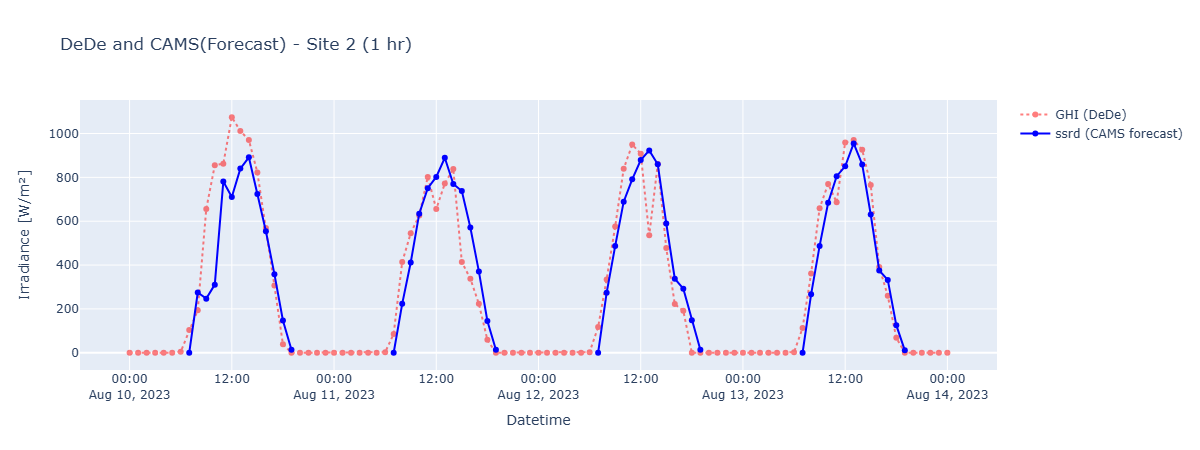 DeDe and CAMS(Forecast) - Site 2 (1 hr)
GHI (DeDe)
ssrd (CAMS forecast)
Irradiance [W/m²]
1000
800
600
400
200
0
00:00 12:00 00:00 12:00 00:00 12:00 00:00 12:00 00:00
Aug 10, 2023 Aug 11, 2023 Aug 12, 2023 Aug 13, 2023 Aug 14, 2023
Datetime